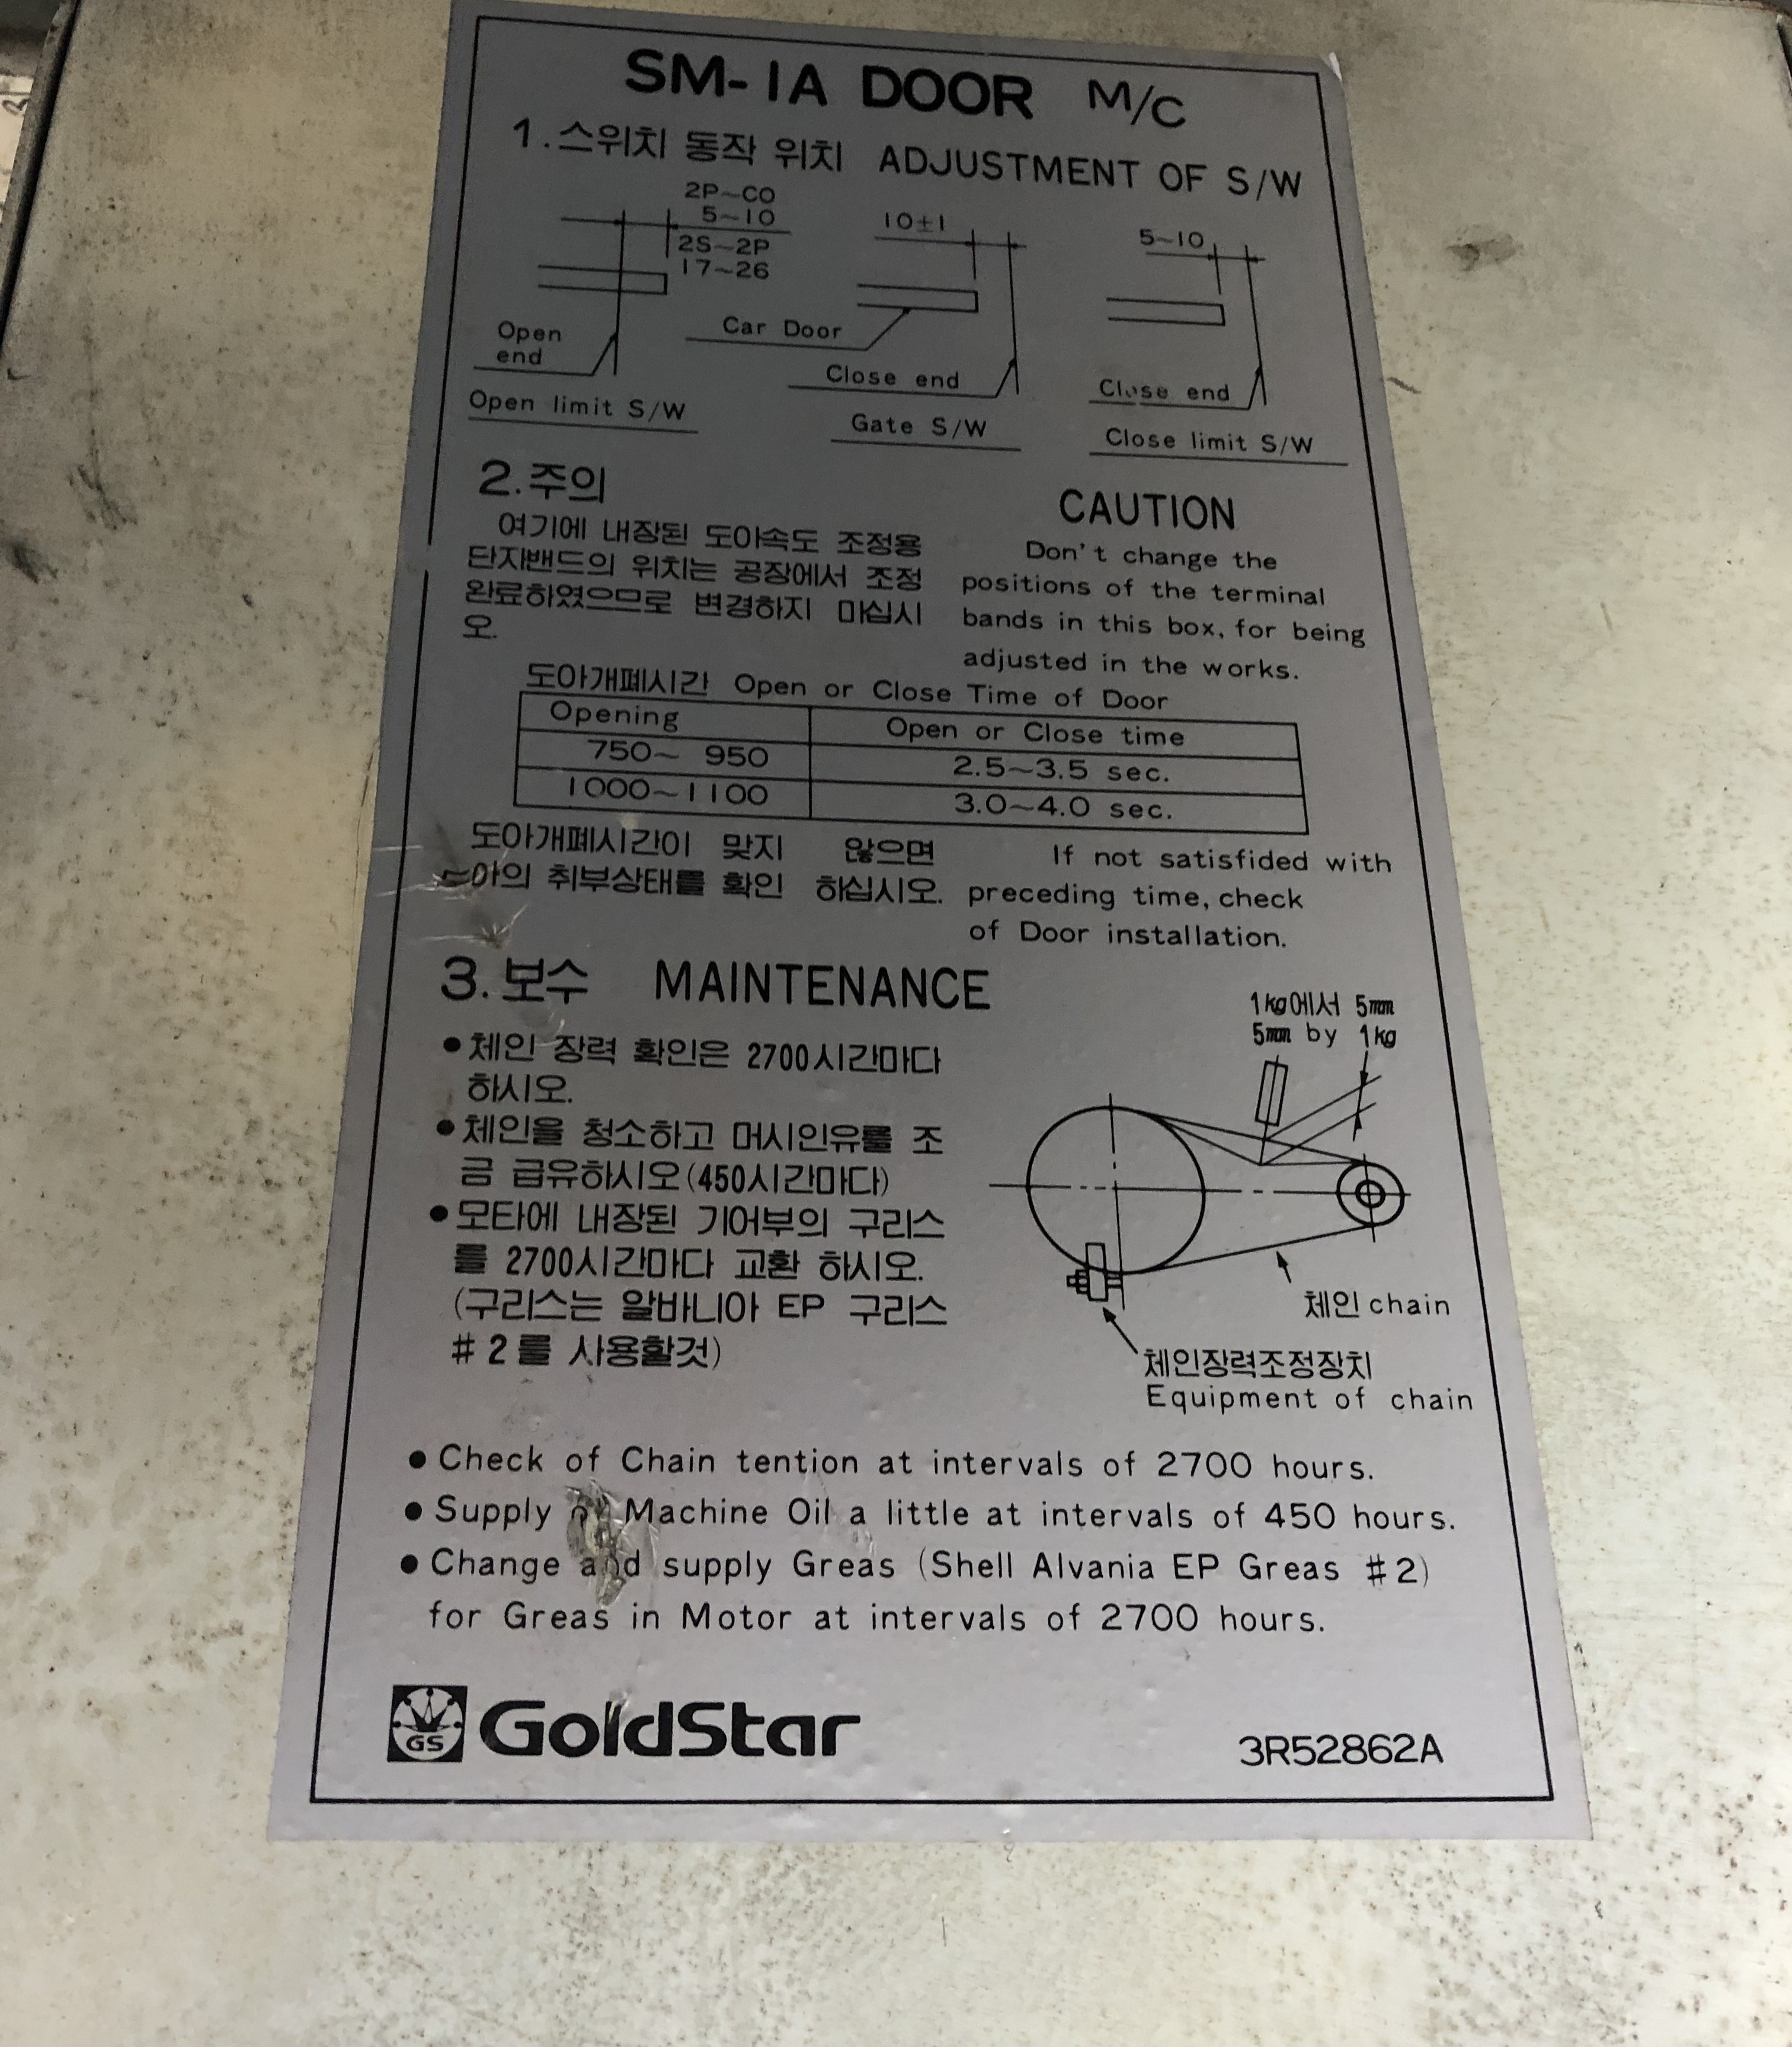 SM-1A DOOR M/C
1.스위치 동작 위치 ADJUSTMENT OF S/W
2P~CO
5~10
2S~2P
17~26
10±1
5~10
Open
end
Car Door
Close end
Close end
Open limit S/W
Gate S/W
Close limit S/W
2.주의
여기에 내장된 도아속도 조정용
단자밴드의 위치는 공장에서 조정
완료하였으므로 변경하지 마십시
오.
CAUTION
Don't change the
positions of the terminal
bands in this box, for being
adjusted in the works.
도아개폐시간 Open or Close Time of Door
Opening Open or Close time
750~ 950 2.5~3.5 sec.
1000~1100 3.0~4.0 sec.
도아개폐시간이 맞지 않으면
도아의 취부상태를 확인 하십시오.
If not satisfided with
preceding time, check
of Door installation.
3.보수 MAINTENANCE
●체인 장력 확인은 2700시간마다
하시오.
●체인을 청소하고 머시인유를 조
금 급유하시오(450시간마다)
●모타에 내장된 기어부의 구리스
를 2700시간마다 교환 하시오.
(구리스는 알바니아 EP 구리스
#2를 사용할것)
1kg에서 5mm
5mm by 1kg
체인 chain
체인장력조정장치
Equipment of chain
● Check of Chain tention at intervals of 2700 hours.
● Supply of Machine Oil a little at intervals of 450 hours.
● Change and supply Greas (Shell Alvania EP Greas #2)
for Greas in Motor at intervals of 2700 hours.
GS GoldStar
3R52862A